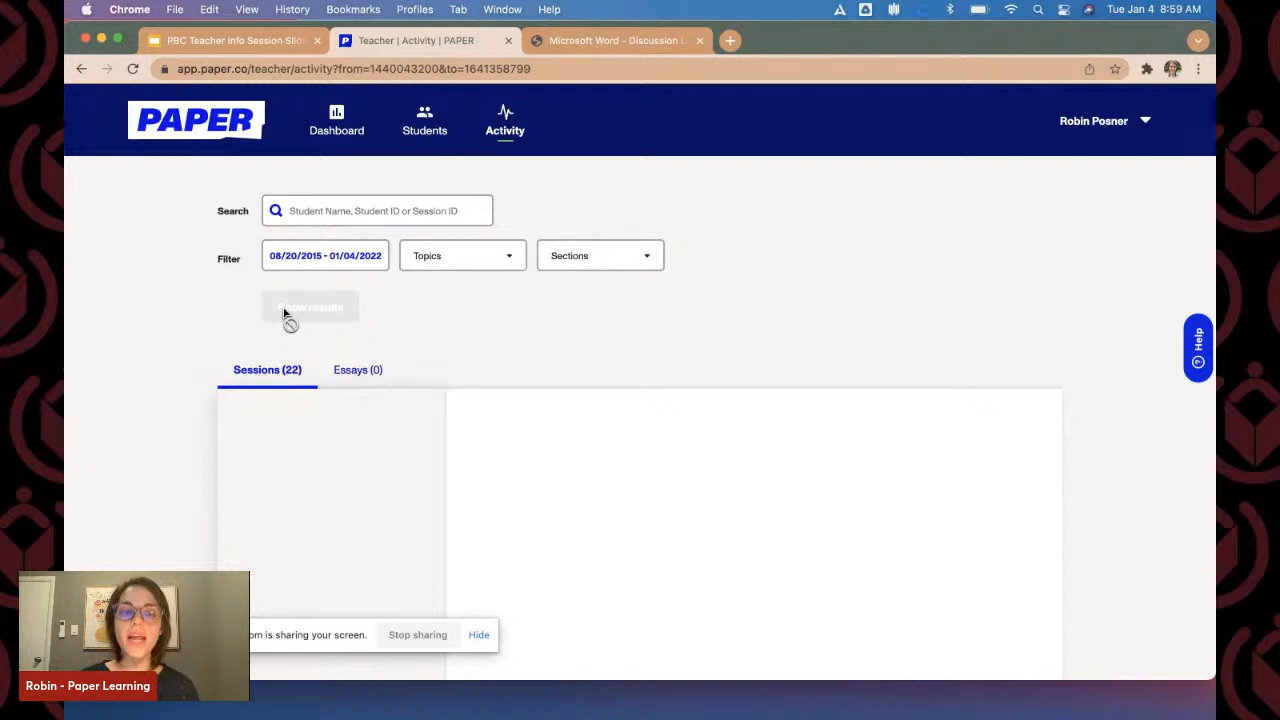 Chrome File Edit View History Bookmarks Profiles Tab Window Help Tue Jan 4 8:59 AM
PBC Teacher Info Session Slid
Teacher | Activity | PAPER
Microsoft Word - Discussion
app.paper.co/teacher/activity?from=1440043200&to=1641358799
PAPER
Dashboard
Students
Activity
Robin Posner
Search
Student Name, Student ID or Session ID
Filter
08/20/2015 - 01/04/2022
Topics
Sections
Show results
Help
Sessions (22)
Essays (0)
om is sharing your screen.
Stop sharing
Hide
Robin - Paper Learning